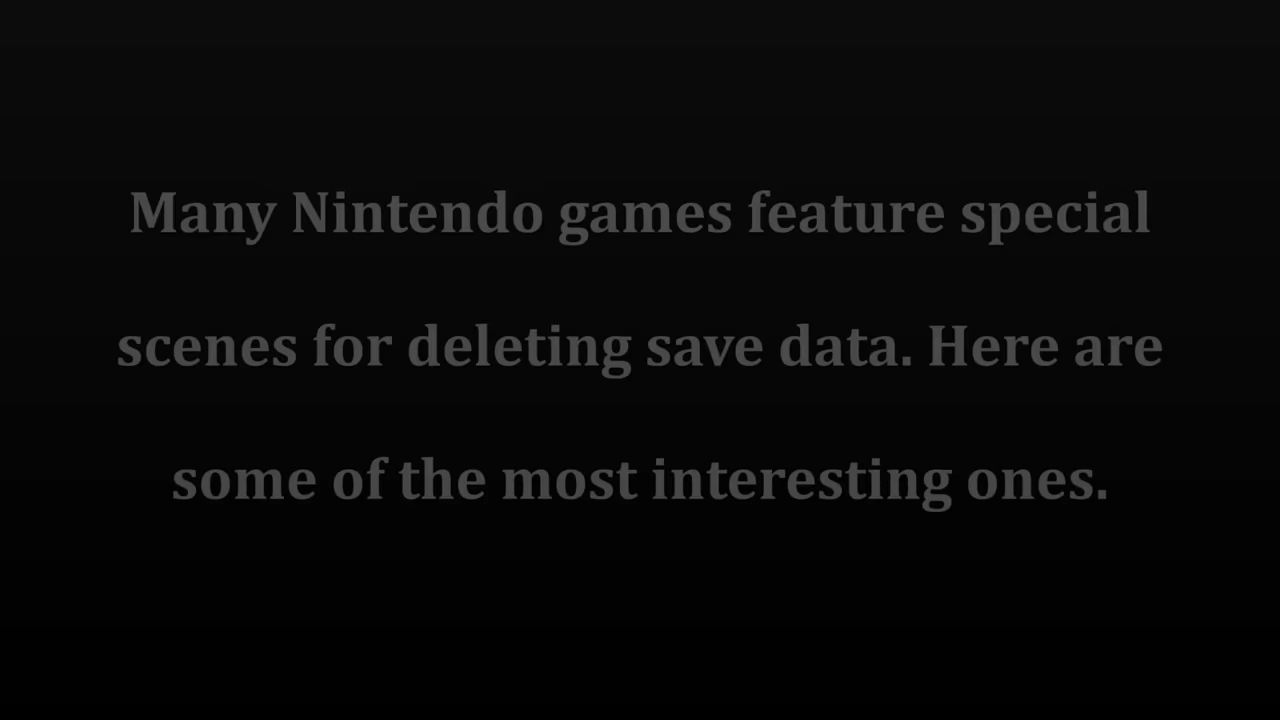 Many Nintendo games feature special
scenes for deleting save data. Here are
some of the most interesting ones.